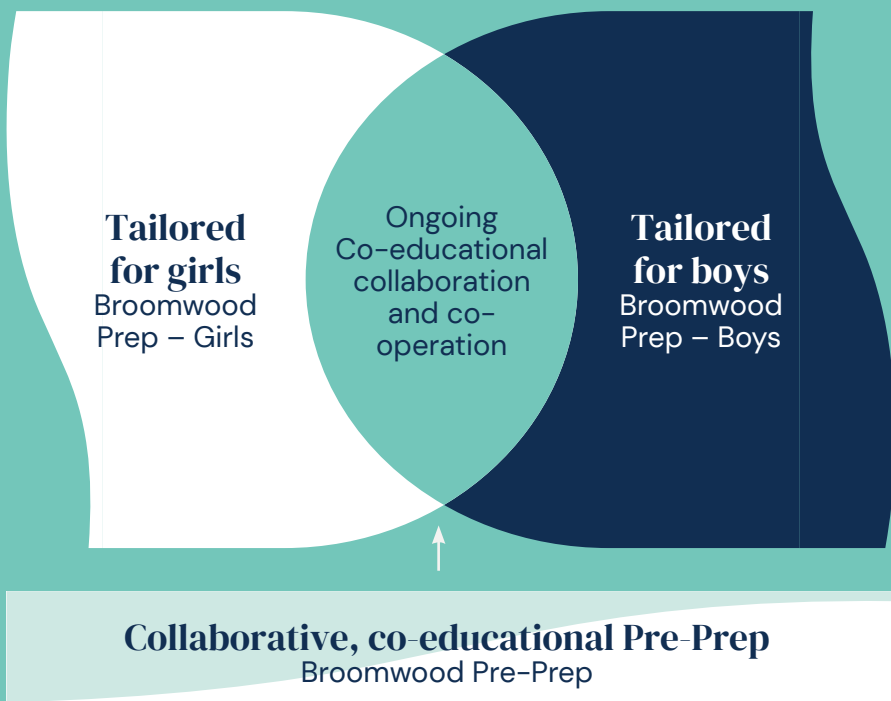 Tailored
for girls
Broomwood
Prep – Girls
Ongoing
Co-educational
collaboration
and co-
operation
Tailored
for boys
Broomwood
Prep – Boys
Collaborative, co-educational Pre-Prep
Broomwood Pre-Prep